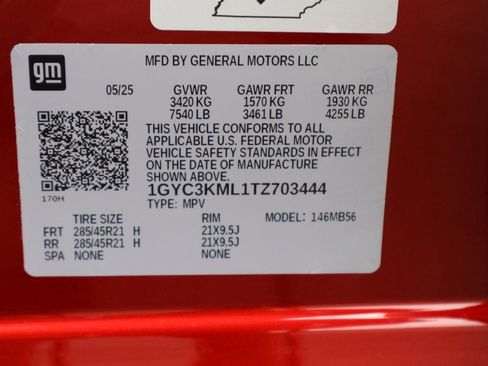 gm
MFD BY GENERAL MOTORS LLC
05/25 GVWR GAWR FRT GAWR RR
3420 KG 1570 KG 1930 KG
7540 LB 3461 LB 4255 LB
THIS VEHICLE CONFORMS TO ALL
APPLICABLE U.S. FEDERAL MOTOR
VEHICLE SAFETY STANDARDS IN EFFECT
ON THE DATE OF MANUFACTURE
SHOWN ABOVE.
170H
1GYC3KML1TZ703444
TYPE: MPV
TIRE SIZE RIM MODEL: 146MB56
FRT 285/45R21 H 21X9.5J
RR 285/45R21 H 21X9.5J
SPA NONE NONE